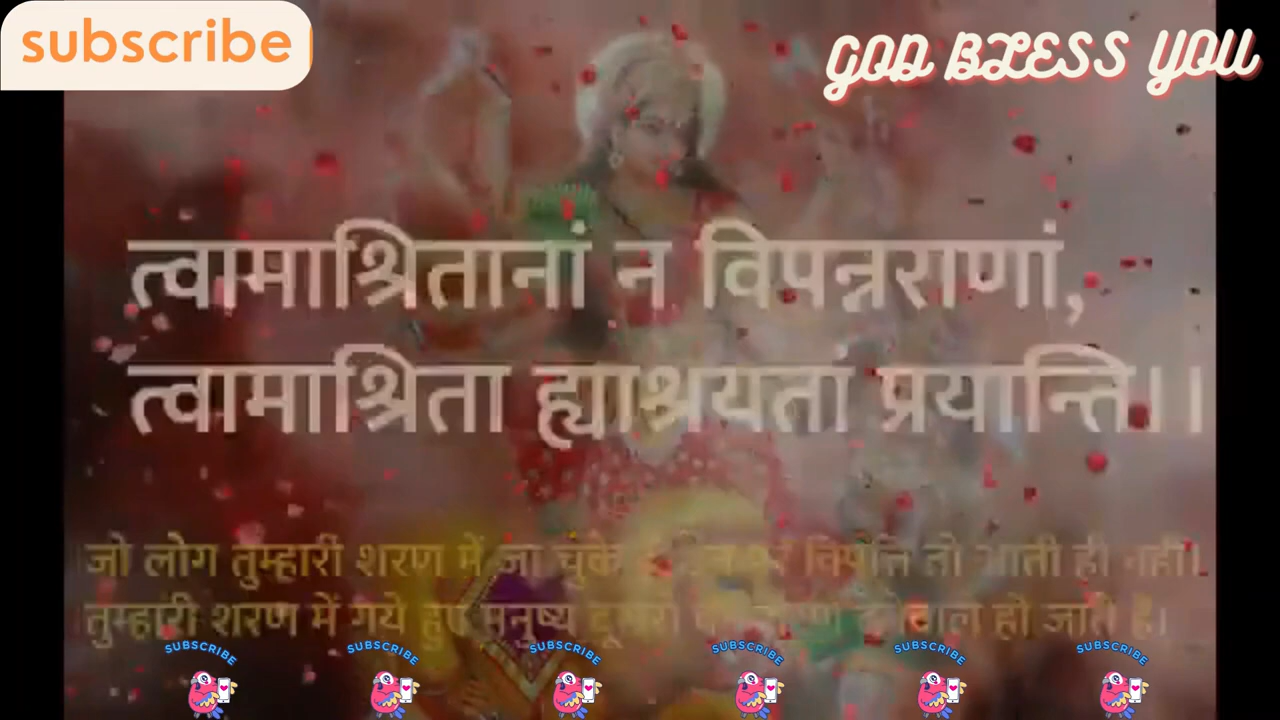 subscribe
GOD BLESS YOU
त्वामाश्रितानां न विपन्नराणां,
त्वामाश्रिता ह्याश्रयतां प्रयान्ति।।
जो लोग तुम्हारी शरण में जा चुके विपत्ति तो आती ही नहीं।
तुम्हारी शरण में गये हुए मनुष्य हो जाते है।
SUBSCRIBE SUBSCRIBE SUBSCRIBE SUBSCRIBE SUBSCRIBE SUBSCRIBE